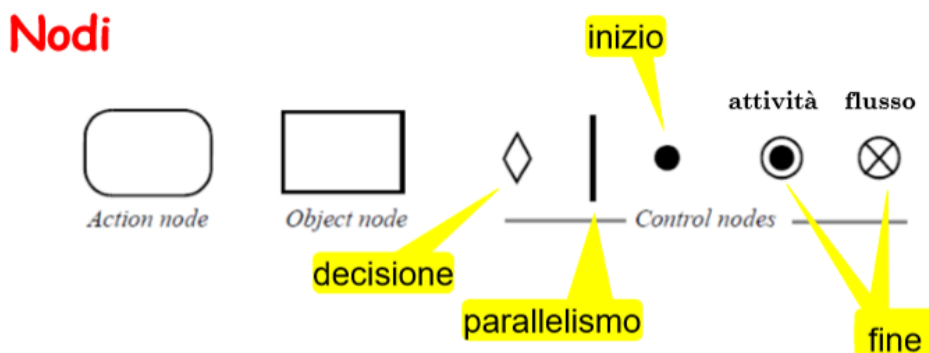 Nodi
inizio
attività flusso
Action node Object node Control nodes
decisione
parallelismo
fine